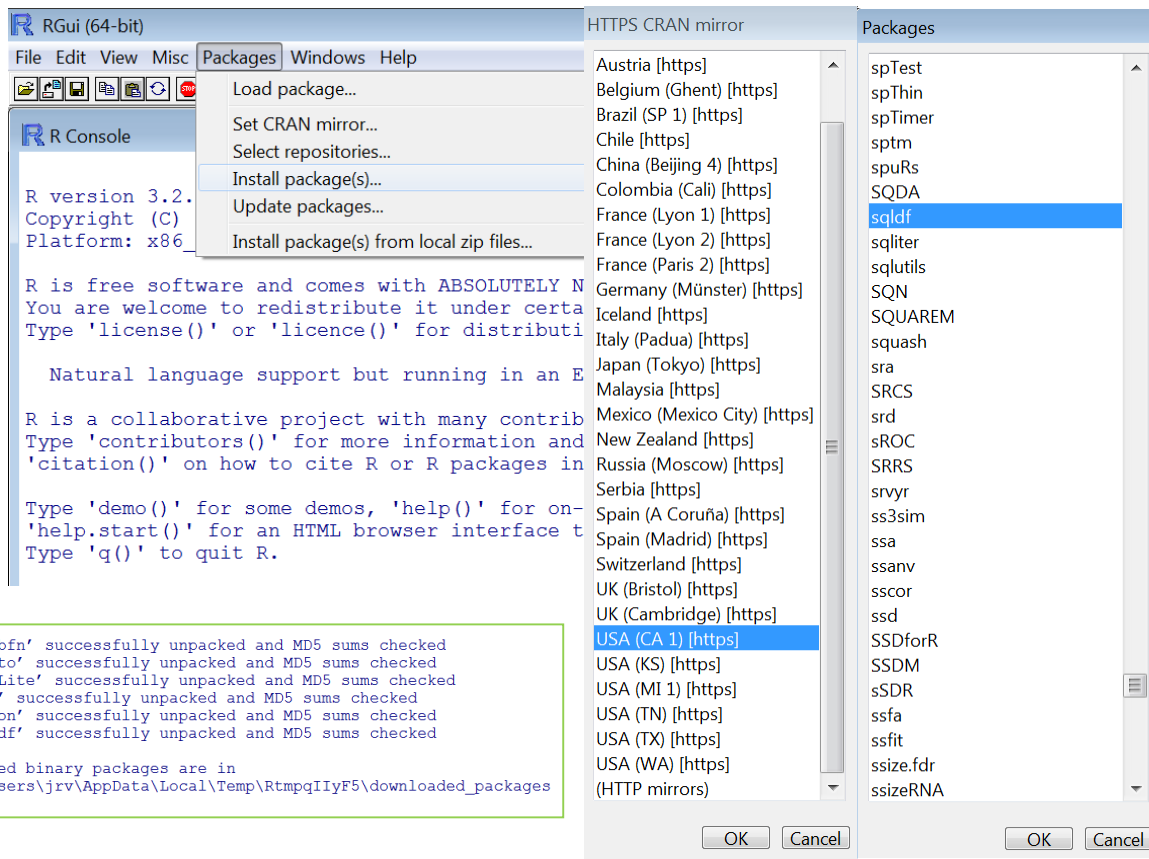 RGui (64-bit)
File Edit View Misc Packages Windows Help
STOP
Load package...
Set CRAN mirror...
Select repositories...
Install package(s)...
Update packages...
Install package(s) from local zip files...
R Console
R version 3.2.
Copyright (C)
Platform: x86_
R is free software and comes with ABSOLUTELY N
You are welcome to redistribute it under certa
Type 'license()' or 'licence()' for distributi
Natural language support but running in an E
R is a collaborative project with many contrib
Type 'contributors()' for more information and
'citation()' on how to cite R or R packages in
Type 'demo()' for some demos, 'help()' for on-
'help.start()' for an HTML browser interface t
Type 'q()' to quit R.
ofn’ successfully unpacked and MD5 sums checked
to’ successfully unpacked and MD5 sums checked
Lite’ successfully unpacked and MD5 sums checked
’ successfully unpacked and MD5 sums checked
on’ successfully unpacked and MD5 sums checked
df’ successfully unpacked and MD5 sums checked
ed binary packages are in
sers\jrv\AppData\Local\Temp\RtmpqIIyF5\downloaded_packages
HTTPS CRAN mirror
Austria [https]
Belgium (Ghent) [https]
Brazil (SP 1) [https]
Chile [https]
China (Beijing 4) [https]
Colombia (Cali) [https]
France (Lyon 1) [https]
France (Lyon 2) [https]
France (Paris 2) [https]
Germany (Münster) [https]
Iceland [https]
Italy (Padua) [https]
Japan (Tokyo) [https]
Malaysia [https]
Mexico (Mexico City) [https]
New Zealand [https]
Russia (Moscow) [https]
Serbia [https]
Spain (A Coruña) [https]
Spain (Madrid) [https]
Switzerland [https]
UK (Bristol) [https]
UK (Cambridge) [https]
USA (CA 1) [https]
USA (KS) [https]
USA (MI 1) [https]
USA (TN) [https]
USA (TX) [https]
USA (WA) [https]
(HTTP mirrors)
OK Cancel
Packages
spTest
spThin
spTimer
sptm
spuRs
SQDA
sqldf
sqliter
sqlutils
SQN
SQUAREM
squash
sra
SRCS
srd
sROC
SRRS
srvyr
ss3sim
ssa
ssanv
sscor
ssd
SSDforR
SSDM
sSDR
ssfa
ssfit
ssize.fdr
ssizeRNA
OK Cancel